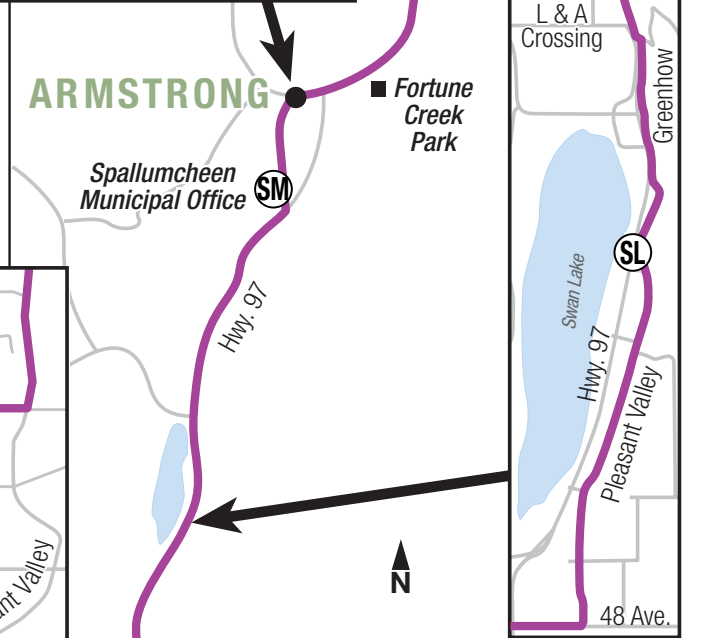 L & A
Crossing
Greenhow
ARMSTRONG
Fortune
Creek
Park
Spallumcheen
Municipal Office
SM
SL
Swan Lake
Hwy. 97
Hwy. 97
Pleasant Valley
N
ant Valley
48 Ave.